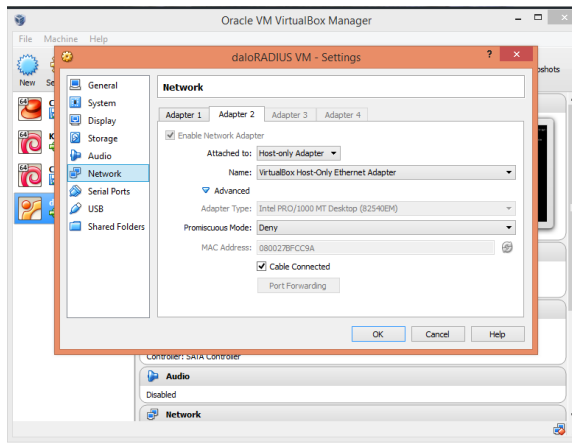 Oracle VM VirtualBox Manager
File Machine Help
daloRADIUS VM - Settings
New
General
System
Display
Storage
Audio
Network
Serial Ports
USB
Shared Folders
Network
Adapter 1 Adapter 2 Adapter 3 Adapter 4
Enable Network Adapter
Attached to: Host-only Adapter
Name: VirtualBox Host-Only Ethernet Adapter
Advanced
Adapter Type: Intel PRO/1000 MT Desktop (82540EM)
Promiscuous Mode: Deny
MAC Address: 080027BFCC9A
Cable Connected
Port Forwarding
OK Cancel Help
Controller: SATA Controller
Audio
Disabled
Network